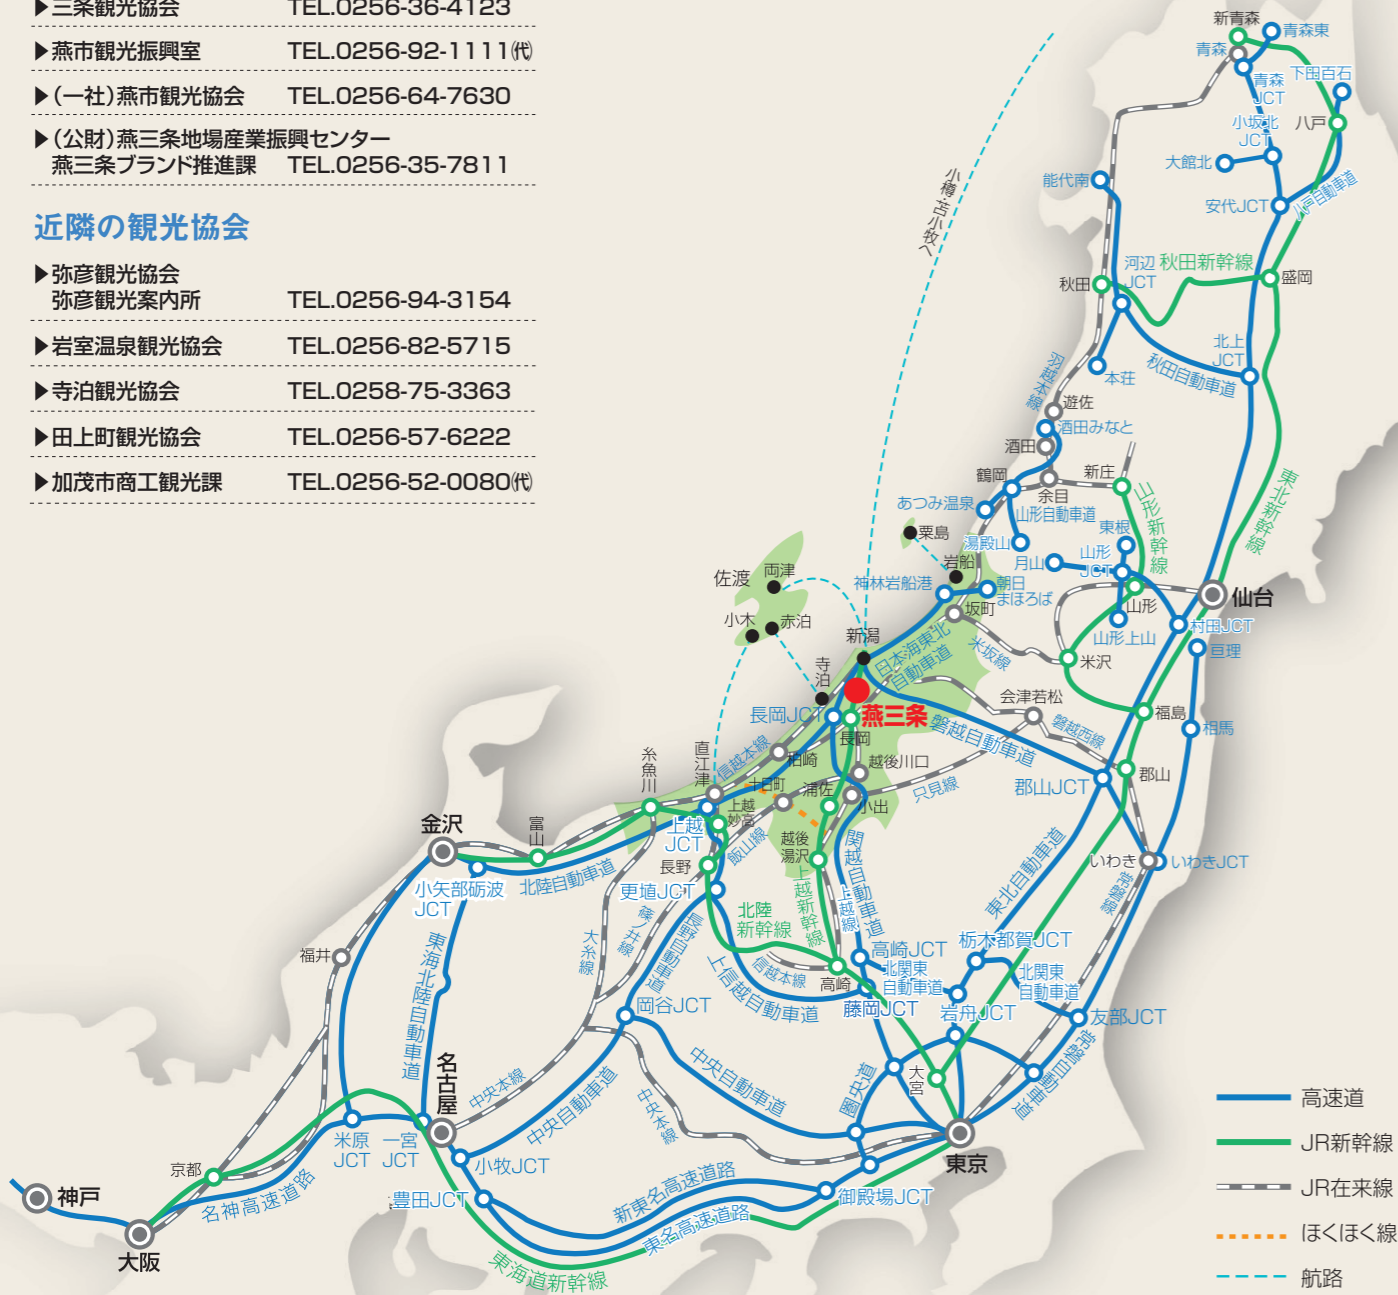 ▶三条観光協会 TEL.0256-36-4123
▶燕市観光振興室 TEL.0256-92-1111㈹
▶(一社)燕市観光協会 TEL.0256-64-7630
▶(公財)燕三条地場産業振興センター
燕三条ブランド推進課 TEL.0256-35-7811
近隣の観光協会
▶弥彦観光協会
弥彦観光案内所 TEL.0256-94-3154
▶岩室温泉観光協会 TEL.0256-82-5715
▶寺泊観光協会 TEL.0258-75-3363
▶田上町観光協会 TEL.0256-57-6222
▶加茂市商工観光課 TEL.0256-52-0080㈹
新青森
青森東
青森
青森
JCT
下田百石
小坂北
JCT
八戸
大館北
能代南
安代JCT
八戸自動車道
小樽・苫小牧へ
河辺
JCT
秋田新幹線
秋田
盛岡
北上
JCT
羽越本線
本荘
秋田自動車道
遊佐
酒田みなと
酒田
鶴岡
新庄
余目
山形新幹線
東北新幹線
あつみ温泉
山形自動車道
東根
粟島
湯殿山
月山
山形
JCT
岩船
佐渡
両津
神林岩船港
朝日
まほろば
仙台
小木
赤泊
坂町
山形
新潟
日本海東北
自動車道
米坂線
山形上山
村田JCT
亘理
寺泊
米沢
会津若松
燕三条
長岡JCT
磐越自動車道
磐越西線
福島
相馬
長岡
直江津
信越本線
柏崎
糸魚川
越後川口
十日町
浦佐
小出
只見線
郡山JCT
郡山
上越
妙高
上越
JCT
金沢
富山
飯山線
越後
湯沢
関越自動車道
長野
上越新幹線
上越線
東北自動車道
いわき
いわきJCT
常磐線
小矢部砺波
JCT
北陸自動車道
更埴JCT
北陸
新幹線
篠ノ井線
長野自動車道
大糸線
福井
東海北陸自動車道
上信越自動車道
信越本線
高崎
高崎JCT
北関東
自動車道
藤岡JCT
栃木都賀JCT
北関東
自動車道
岩舟JCT
友部JCT
岡谷JCT
常磐自動車道
中央自動車道
圏央道
大宮
名古屋
中央本線
中央自動車道
中央本線
米原
JCT
一宮
JCT
小牧JCT
東京
京都
神戸
名神高速道路
豊田JCT
新東名高速道路
東名高速道路
御殿場JCT
大阪
東海道新幹線
高速道
JR新幹線
JR在来線
ほくほく線
航路